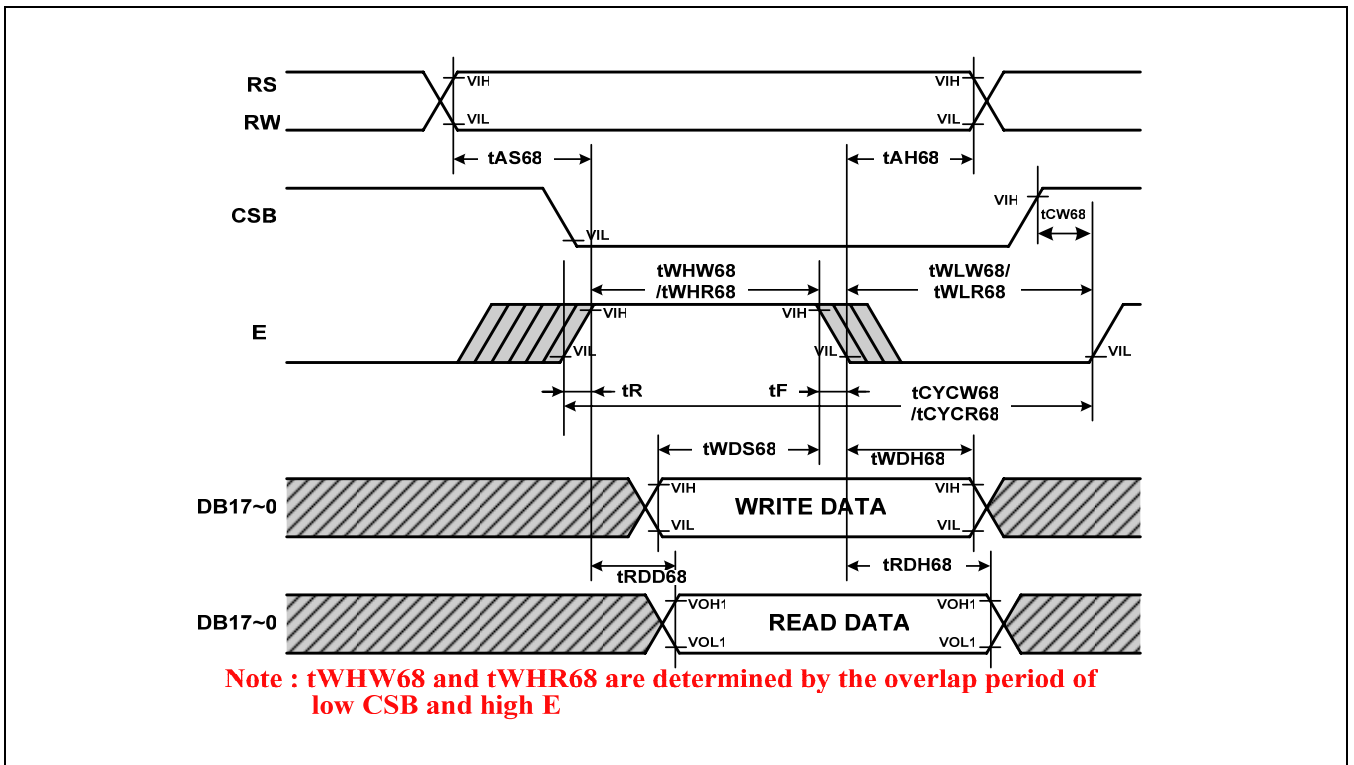 RS
VIH
VIH
RW
VIL
VIL
tAS68
tAH68
CSB
VIH
tCW68
VIL
tWHW68
/tWHR68
tWLW68/
tWLR68
E
VIH
VIH
VIL
VIL
VIL
tR
tF
tCYCW68
/tCYCR68
tWDS68
tWDH68
DB17~0
VIH
WRITE DATA
VIH
VIL
VIL
tRDD68
tRDH68
DB17~0
VOH1
READ DATA
VOH1
VOL1
VOL1
Note : tWHW68 and tWHR68 are determined by the overlap period of
low CSB and high E